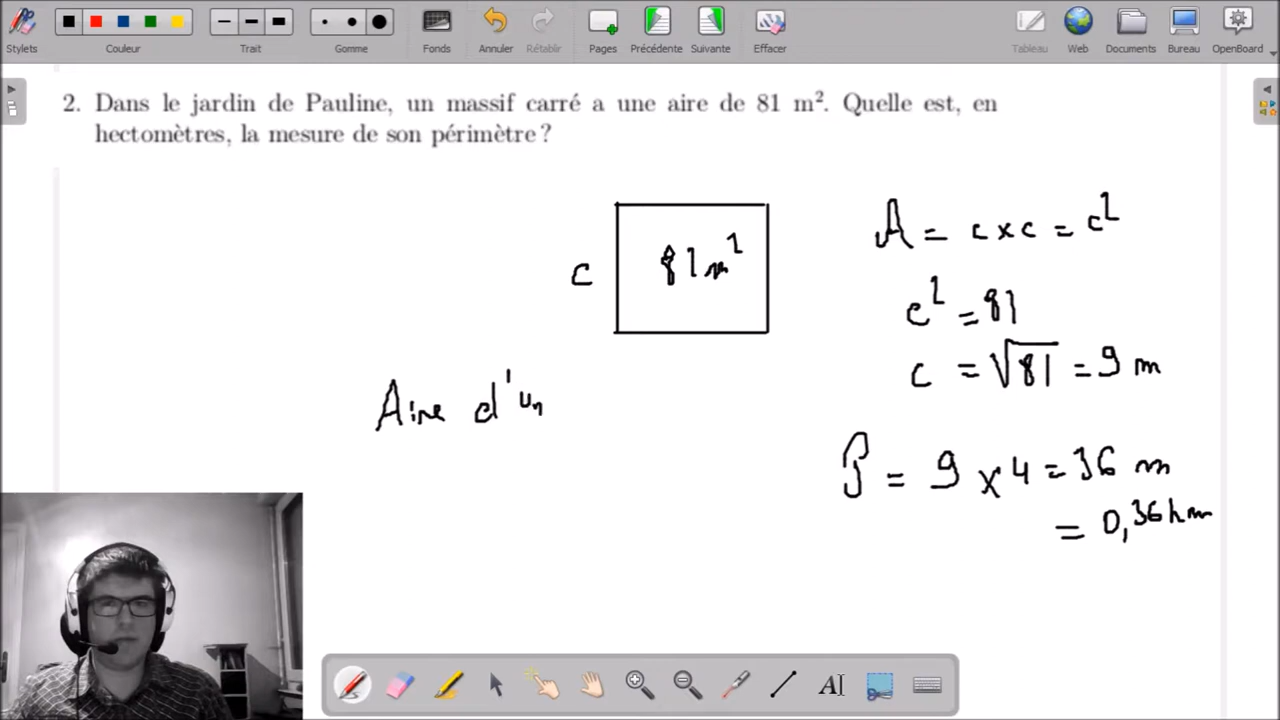 Stylets Couleur Trait Gomme Fonds Annuler Rétablir Pages Précédente Suivante Effacer Tableau Web Documents Bureau OpenBoard
2. Dans le jardin de Pauline, un massif carré a une aire de 81 m². Quelle est, en
hectomètres, la mesure de son périmètre ?
A = c x c = c²
c 81 m²
c² = 81
c = √81 = 9 m
Aire d'un
P = 9 x 4 = 36 m
= 0,36 hm
AI